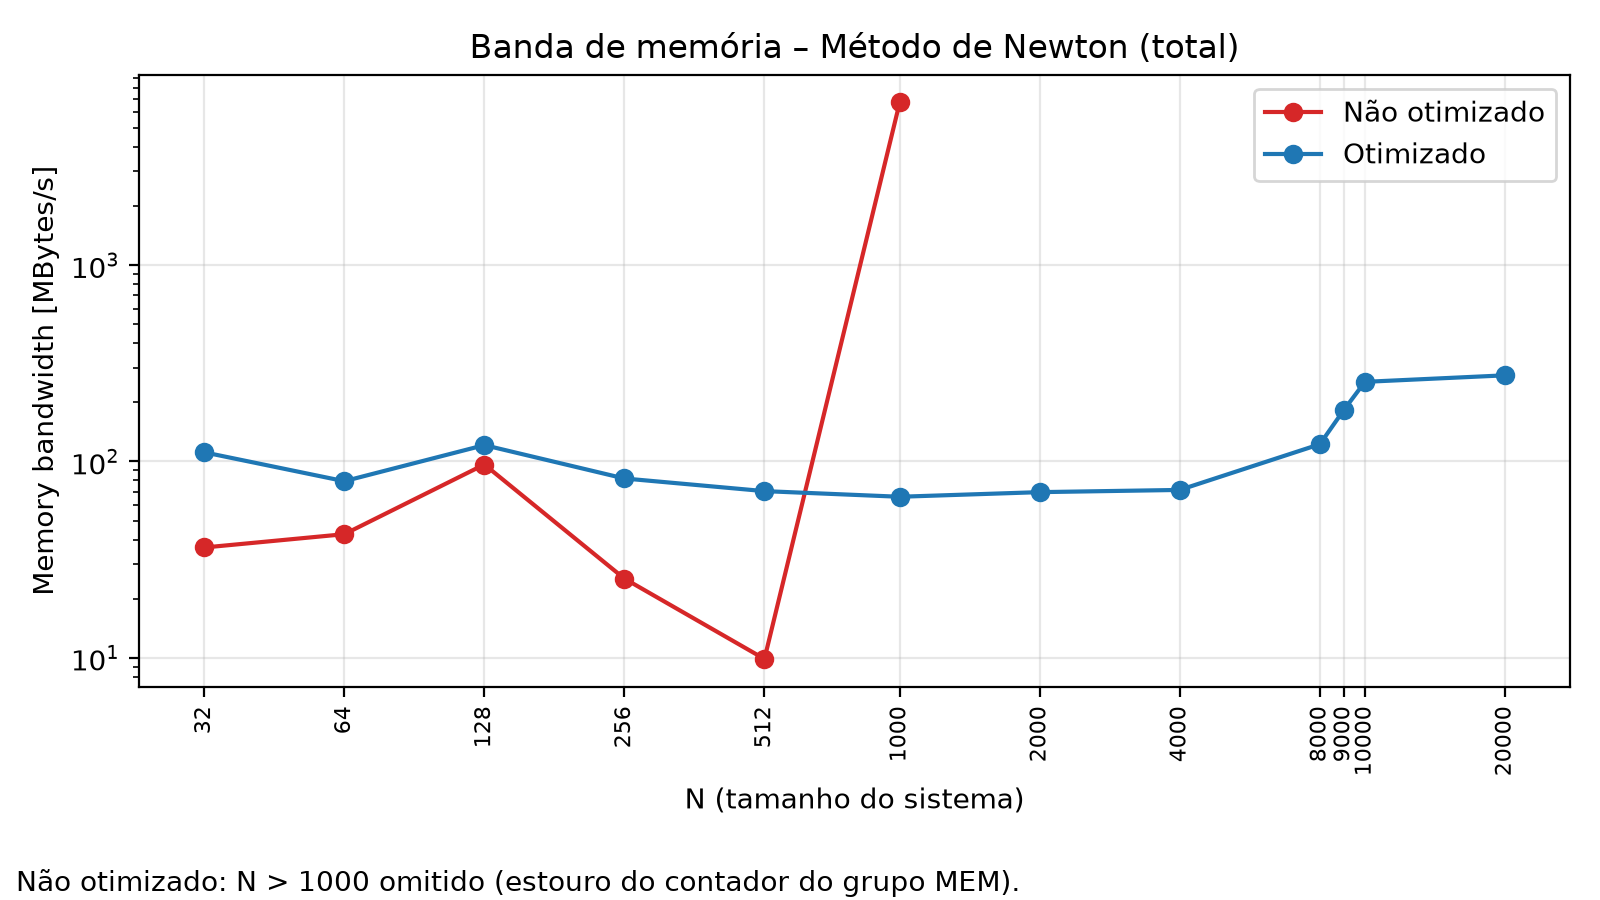 Banda de memória – Método de Newton (total)
Não otimizado
Otimizado
Memory bandwidth [MBytes/s]
10³
10²
10¹
32
64
128
256
512
1000
2000
4000
8000
9000
10000
20000
N (tamanho do sistema)
Não otimizado: N > 1000 omitido (estouro do contador do grupo MEM).